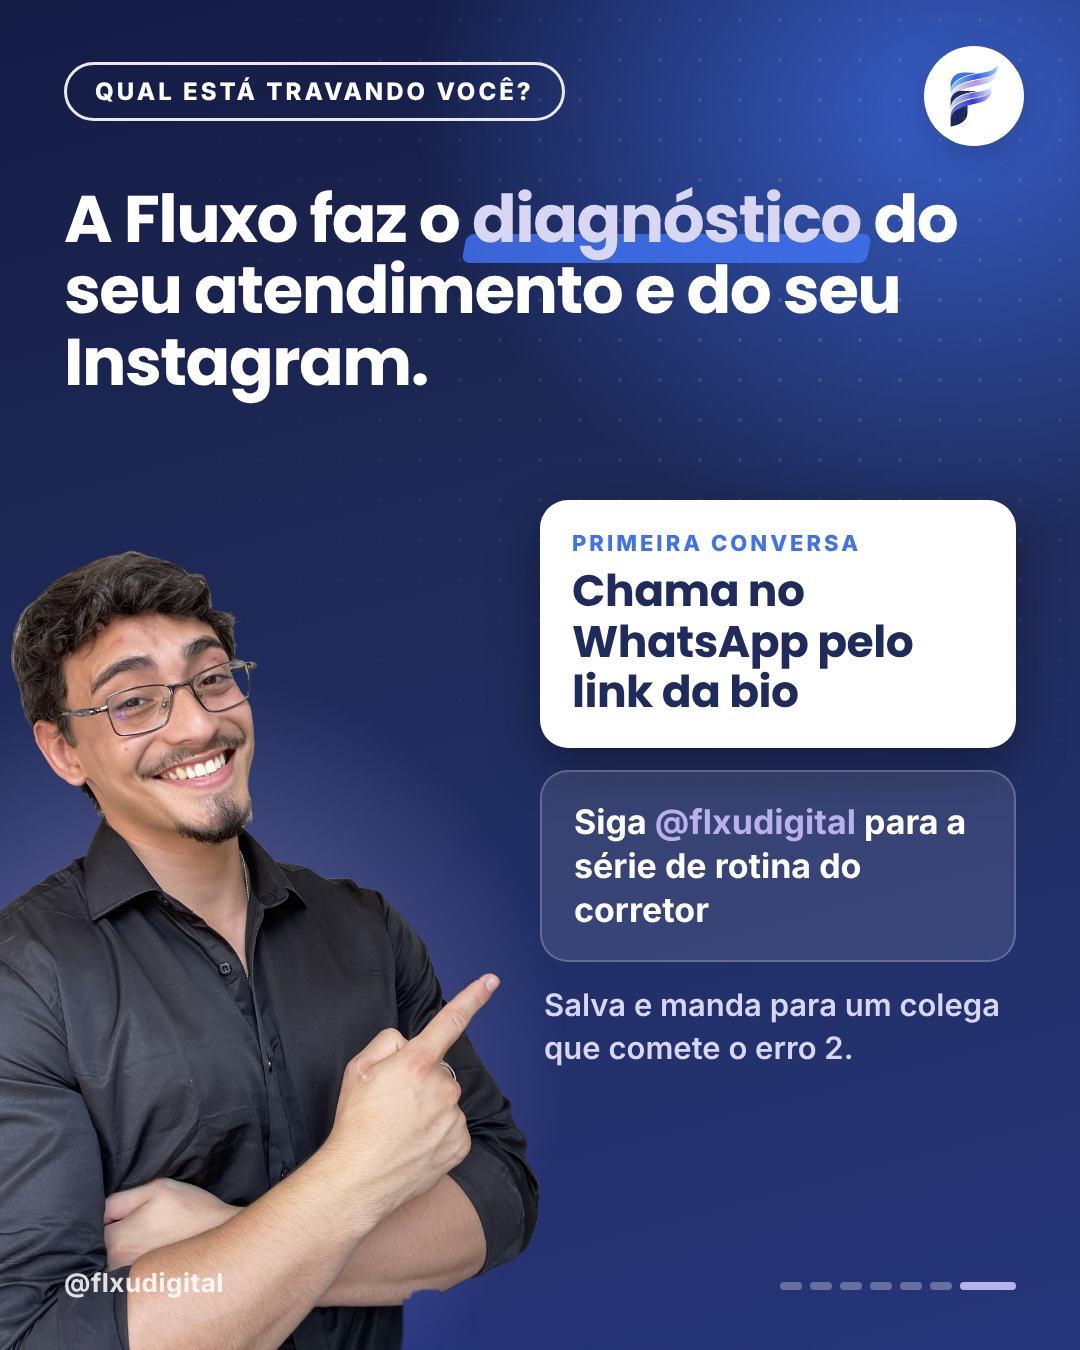 QUAL ESTÁ TRAVANDO VOCÊ?
A Fluxo faz o diagnóstico do
seu atendimento e do seu
Instagram.
PRIMEIRA CONVERSA
Chama no
WhatsApp pelo
link da bio
Siga @flxudigital para a
série de rotina do
corretor
Salva e manda para um colega
que comete o erro 2.
@flxudigital